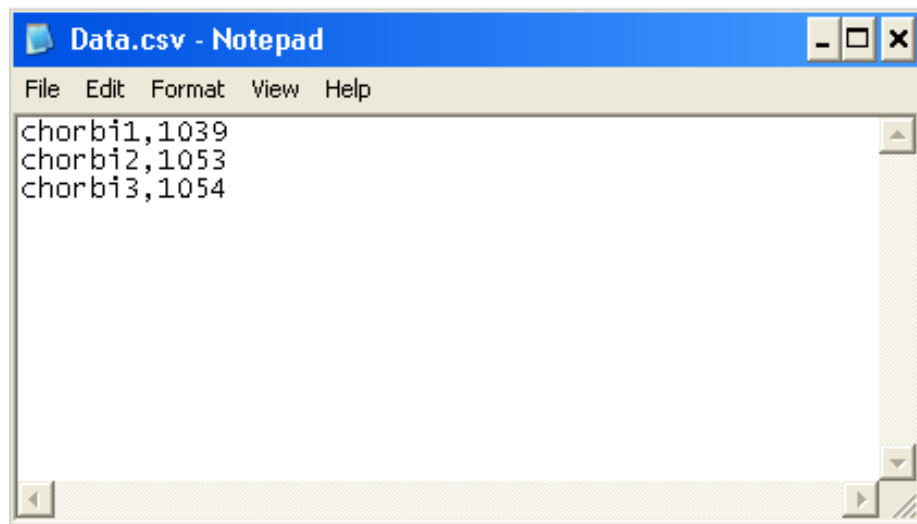 Data.csv - Notepad
File Edit Format View Help
chorbi1,1039
chorbi2,1053
chorbi3,1054